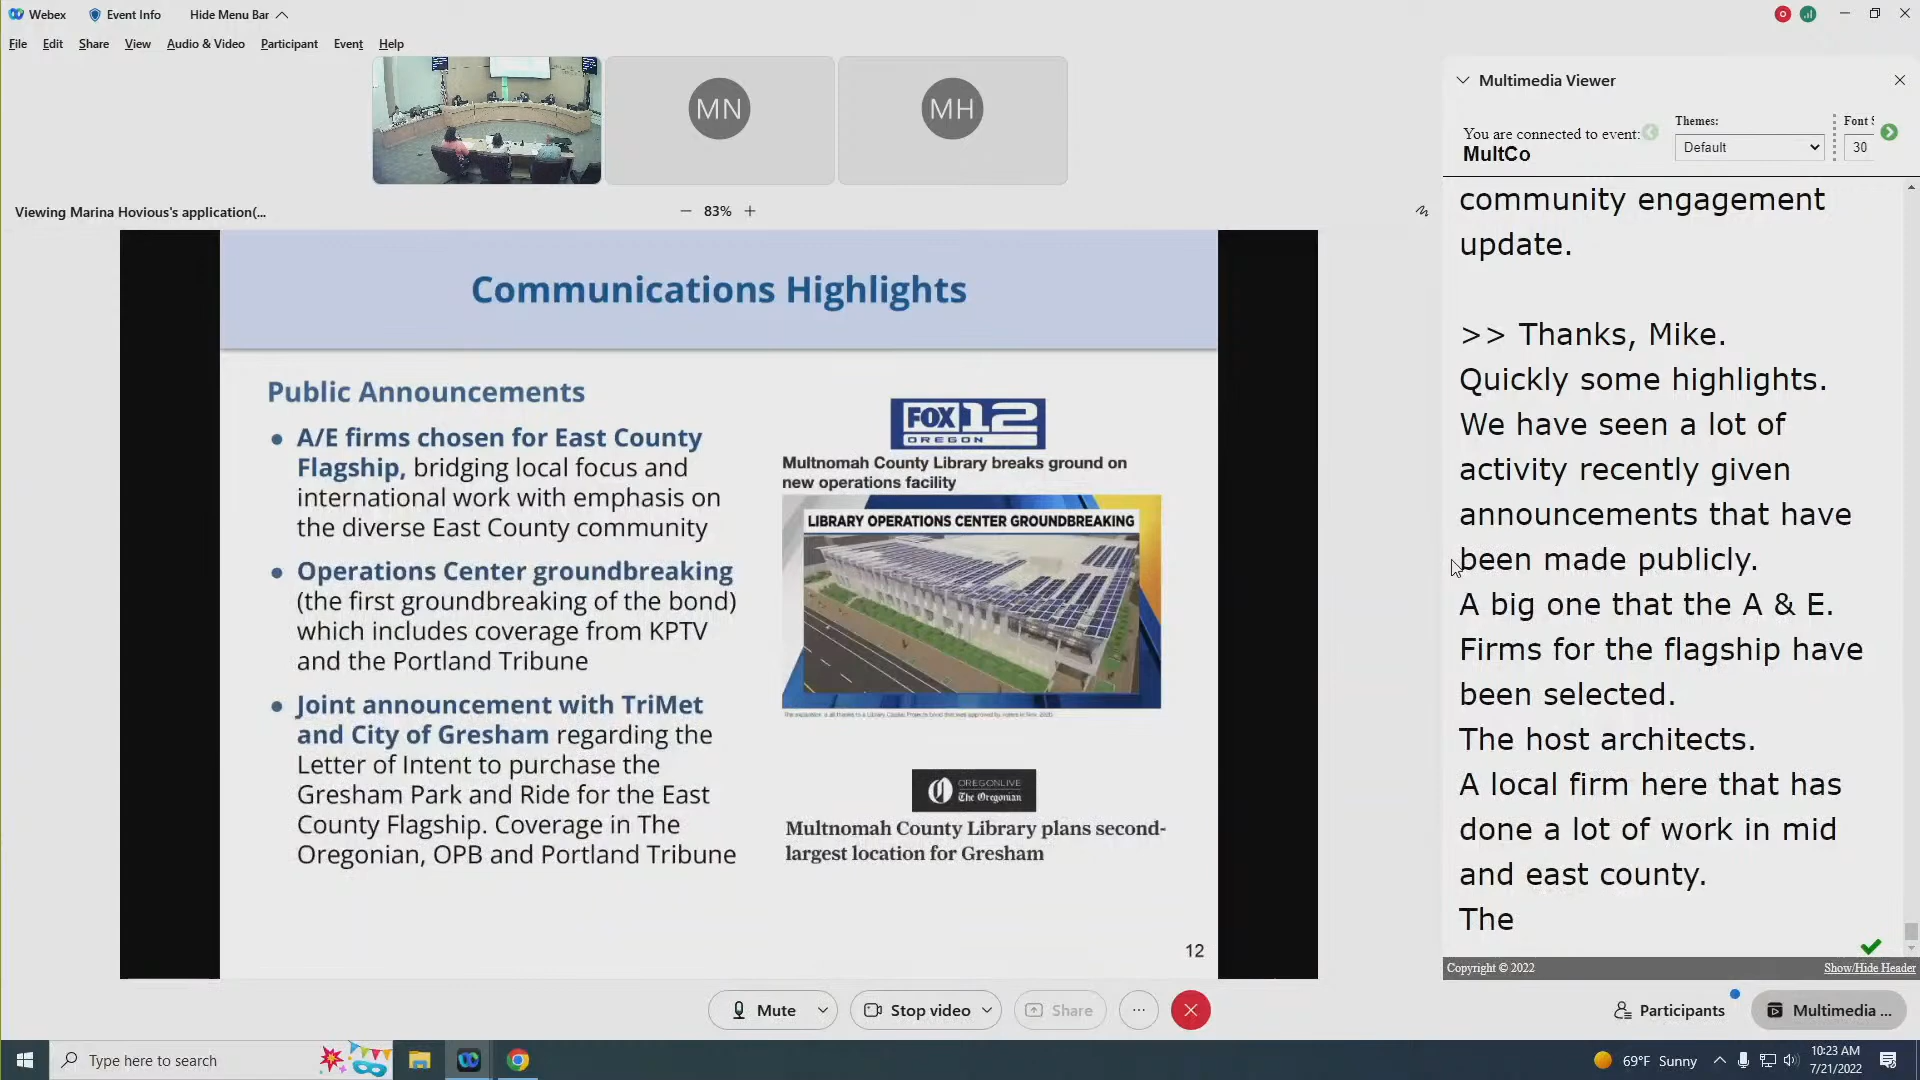 Webex
Event Info
Hide Menu Bar
File
Edit
Share
View
Audio & Video
Participant
Event
Help
MN
MH
Viewing Marina Hovious's application(...
83%
Communications Highlights
Public Announcements
A/E firms chosen for East County
Flagship, bridging local focus and
international work with emphasis on
the diverse East County community
Operations Center groundbreaking
(the first groundbreaking of the bond)
which includes coverage from KPTV
and the Portland Tribune
Joint announcement with TriMet
and City of Gresham regarding the
Letter of Intent to purchase the
Gresham Park and Ride for the East
County Flagship. Coverage in The
Oregonian, OPB and Portland Tribune
FOX 12
OREGON
Multnomah County Library breaks ground on
new operations facility
LIBRARY OPERATIONS CENTER GROUNDBREAKING
OREGONLIVE
The Oregonian
Multnomah County Library plans second-
largest location for Gresham
12
Multimedia Viewer
You are connected to event:
MultCo
Themes:
Default
Font S
30
community engagement
update.
>> Thanks, Mike.
Quickly some highlights.
We have seen a lot of
activity recently given
announcements that have
been made publicly.
A big one that the A & E.
Firms for the flagship have
been selected.
The host architects.
A local firm here that has
done a lot of work in mid
and east county.
The
Copyright © 2022
Show/Hide Header
Mute
Stop video
Share
Participants
Multimedia ...
Type here to search
69°F Sunny
10:23 AM
7/21/2022